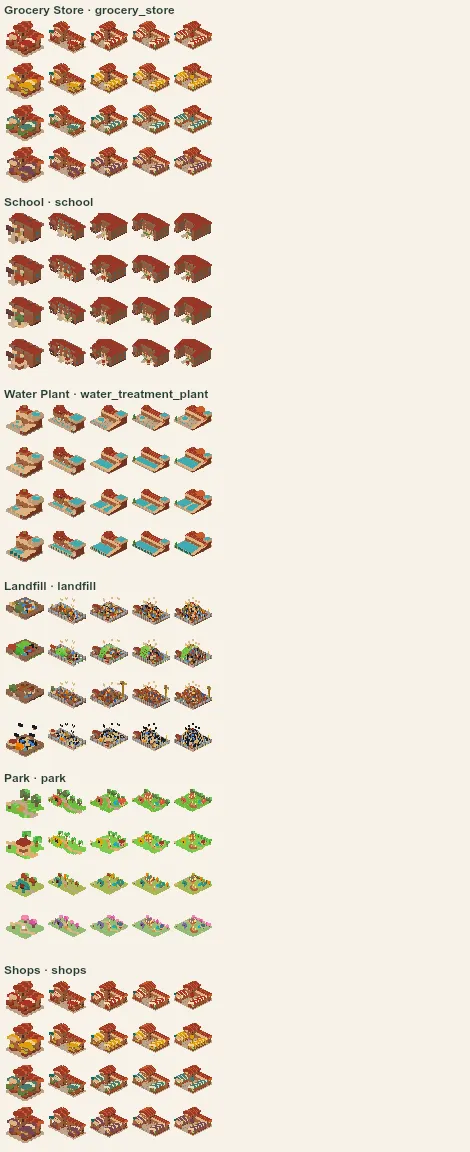 Grocery Store · grocery_store
School · school
Water Plant · water_treatment_plant
Landfill · landfill
Park · park
Shops · shops